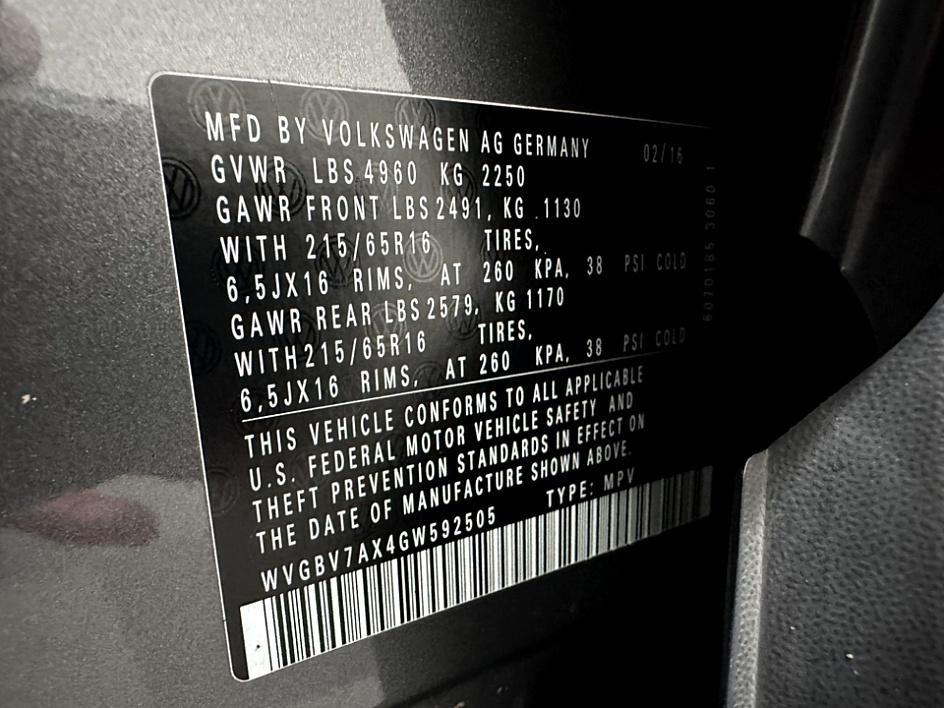 MFD BY VOLKSWAGEN AG GERMANY 02/16
GVWR LBS 4960 KG 2250
GAWR FRONT LBS 2491, KG .1130
WITH 215/65R16 TIRES,
6,5JX16 RIMS, AT 260 KPA, 38 PSI COLD
GAWR REAR LBS 2579, KG 1170
WITH 215/65R16 TIRES,
6,5JX16 RIMS, AT 260 KPA, 38 PSI COLD
THIS VEHICLE CONFORMS TO ALL APPLICABLE
U.S. FEDERAL MOTOR VEHICLE SAFETY AND
THEFT PREVENTION STANDARDS IN EFFECT ON
THE DATE OF MANUFACTURE SHOWN ABOVE.
WVGBV7AX4GW592505 TYPE: MPV
6070185 3060 1